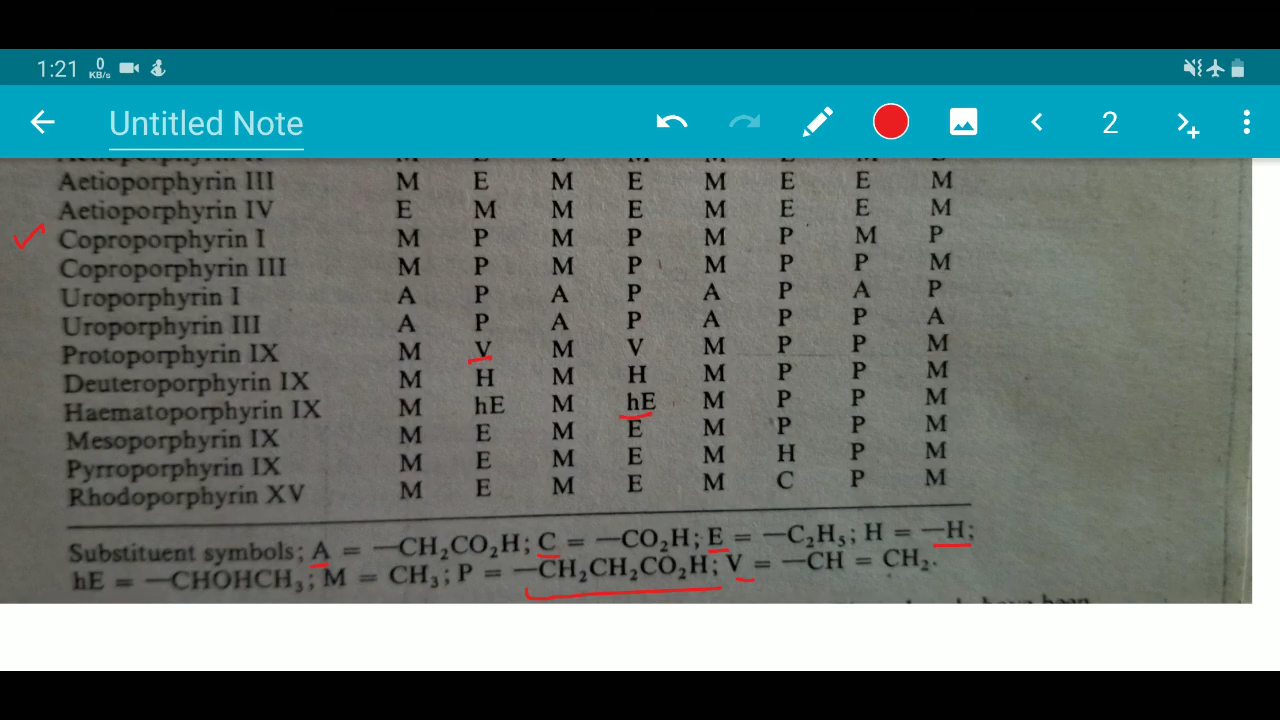 1:21 0 KB/s
Untitled Note 2
Aetioporphyrin III M E M E M E E M
Aetioporphyrin IV E M M E M E E M
Coproporphyrin I M P M P M P M P
Coproporphyrin III M P M P M P P M
Uroporphyrin I A P A P A P A P
Uroporphyrin III A P A P A P P A
Protoporphyrin IX M V M V M P P M
Deuteroporphyrin IX M H M H M P P M
Haematoporphyrin IX M hE M hE M P P M
Mesoporphyrin IX M E M E M P P M
Pyrroporphyrin IX M E M E M H P M
Rhodoporphyrin XV M E M E M C P M
Substituent symbols; A = —CH₂CO₂H; C = —CO₂H; E = —C₂H₅; H = —H;
hE = —CHOHCH₃; M = CH₃; P = —CH₂CH₂CO₂H; V = —CH = CH₂.